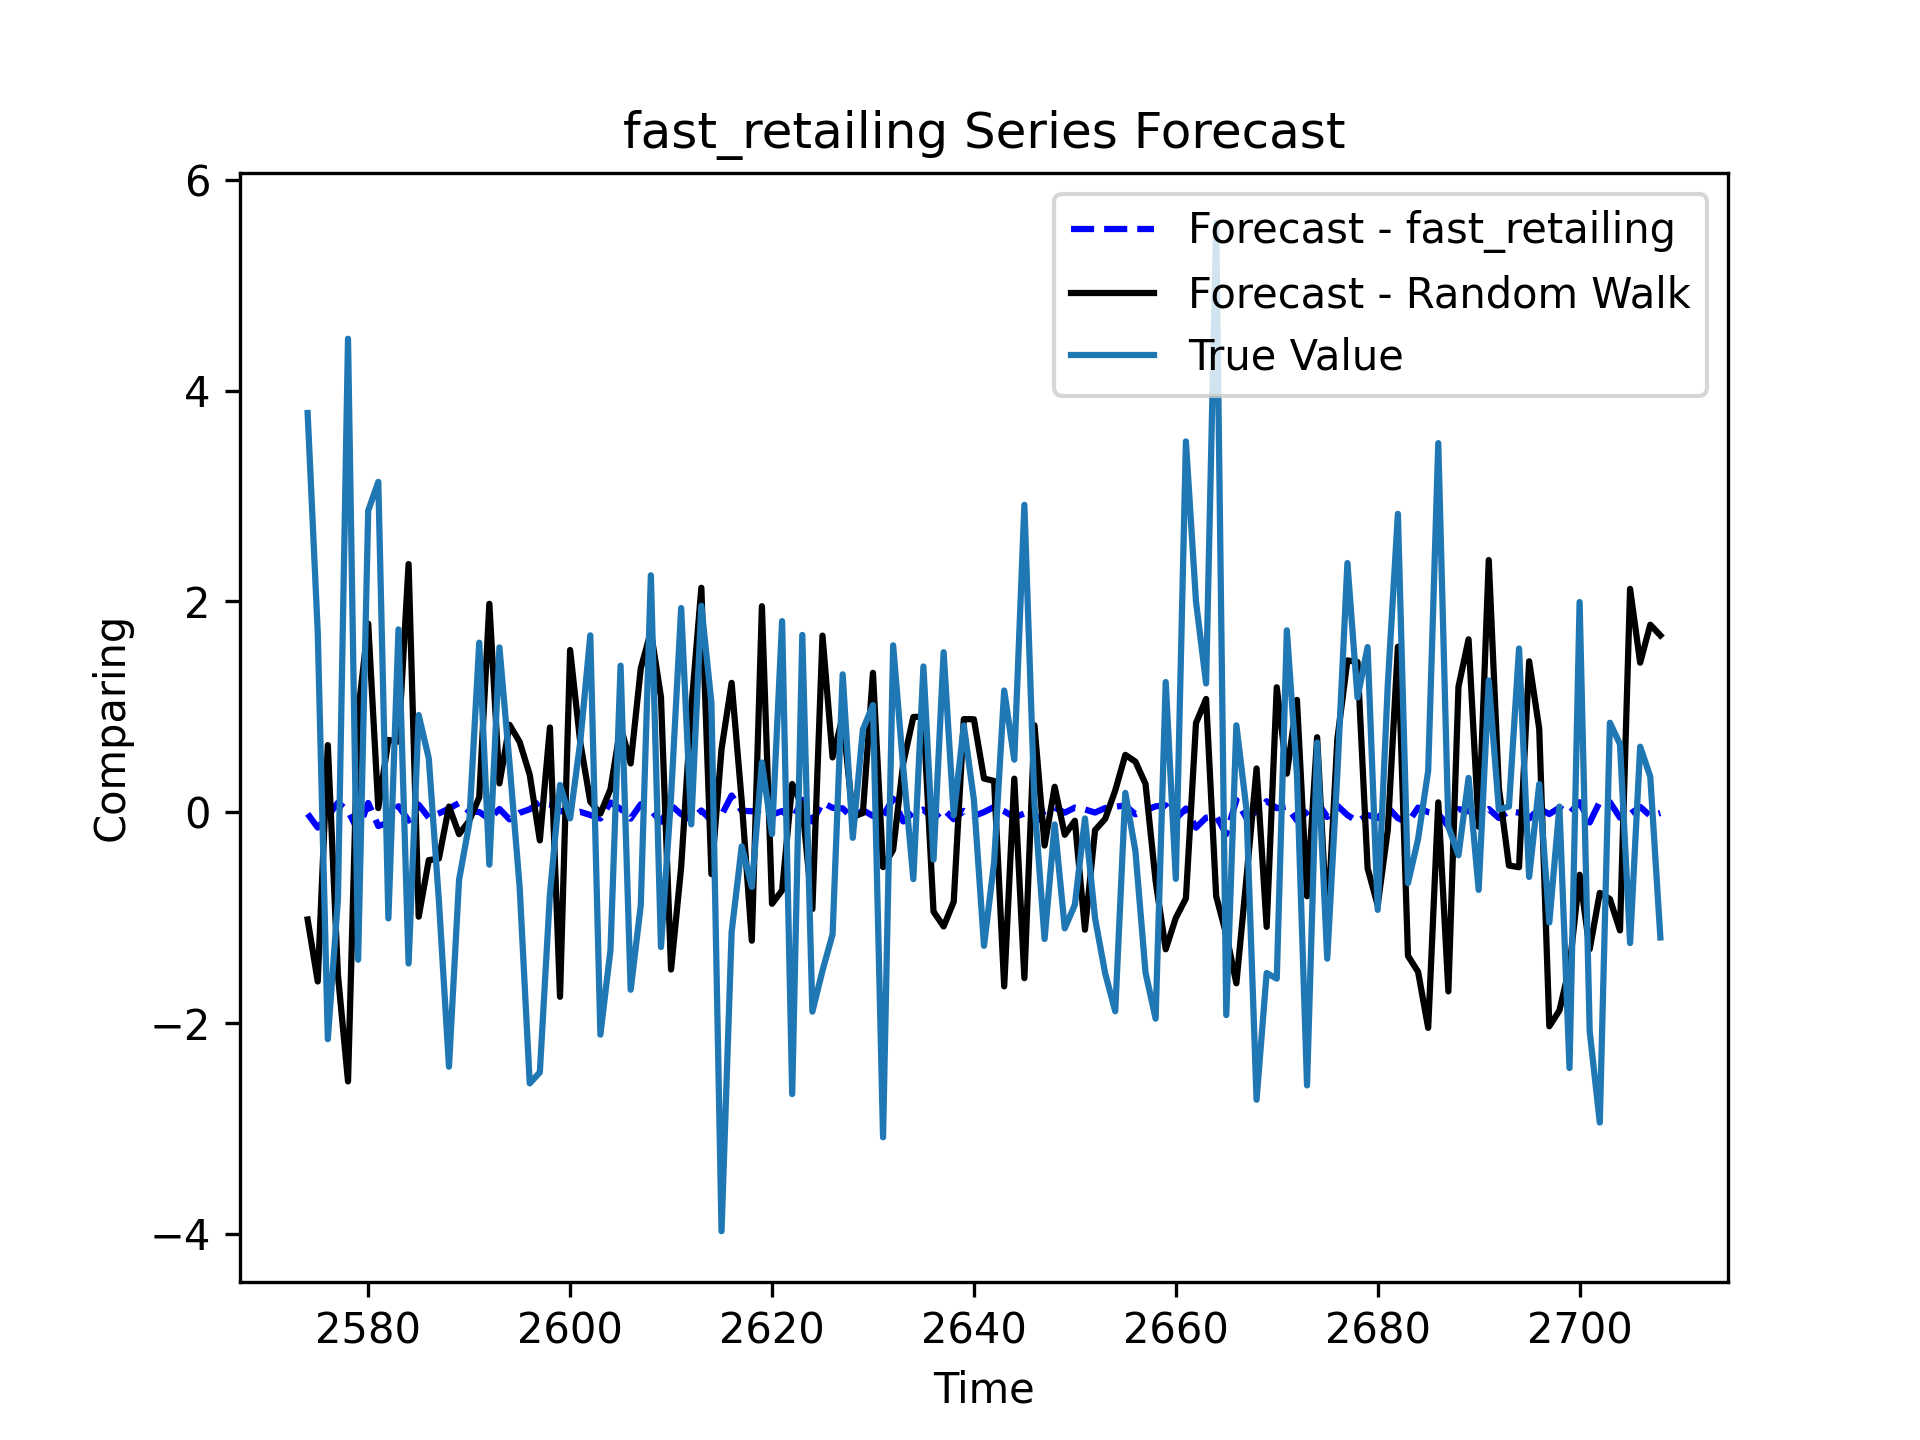 fast_retailing Series Forecast
6
4
2
0
−2
−4
Comparing
Forecast - fast_retailing
Forecast - Random Walk
True Value
2580 2600 2620 2640 2660 2680 2700
Time